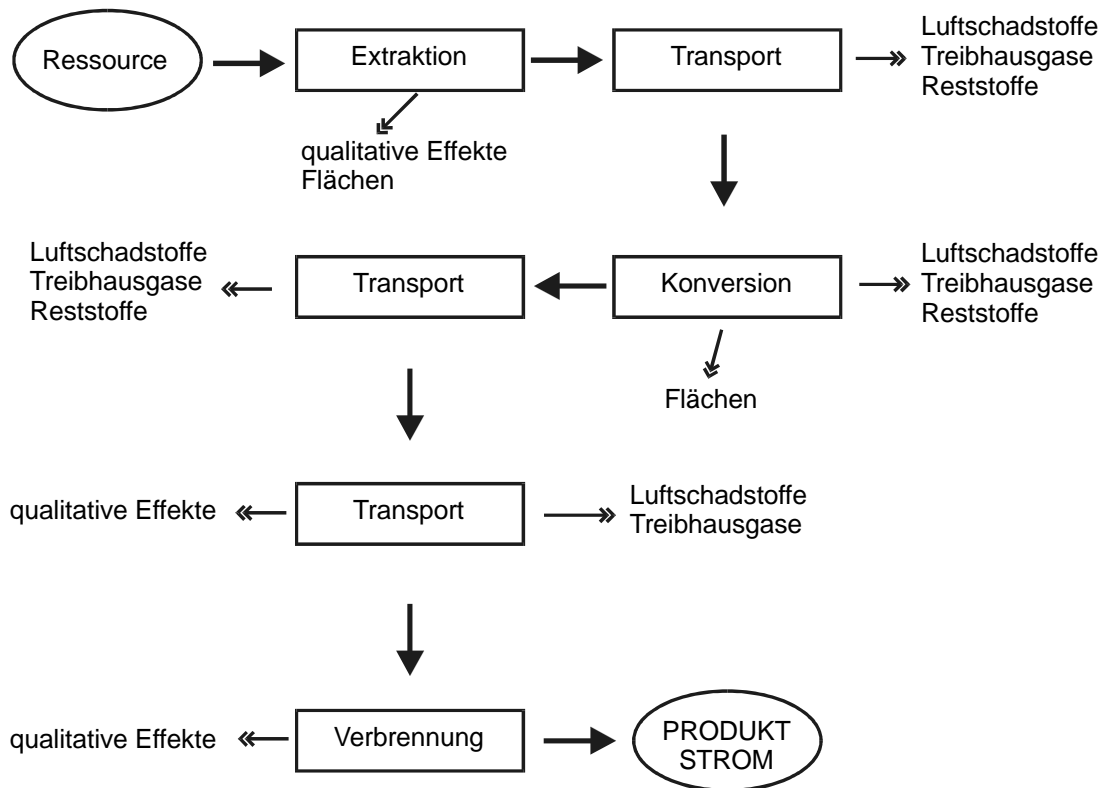 Ressource
Extraktion
Transport
Luftschadstoffe
Treibhausgase
Reststoffe
qualitative Effekte
Flächen
Luftschadstoffe
Treibhausgase
Reststoffe
Transport
Konversion
Luftschadstoffe
Treibhausgase
Reststoffe
Flächen
qualitative Effekte
Transport
Luftschadstoffe
Treibhausgase
qualitative Effekte
Verbrennung
PRODUKT
STROM